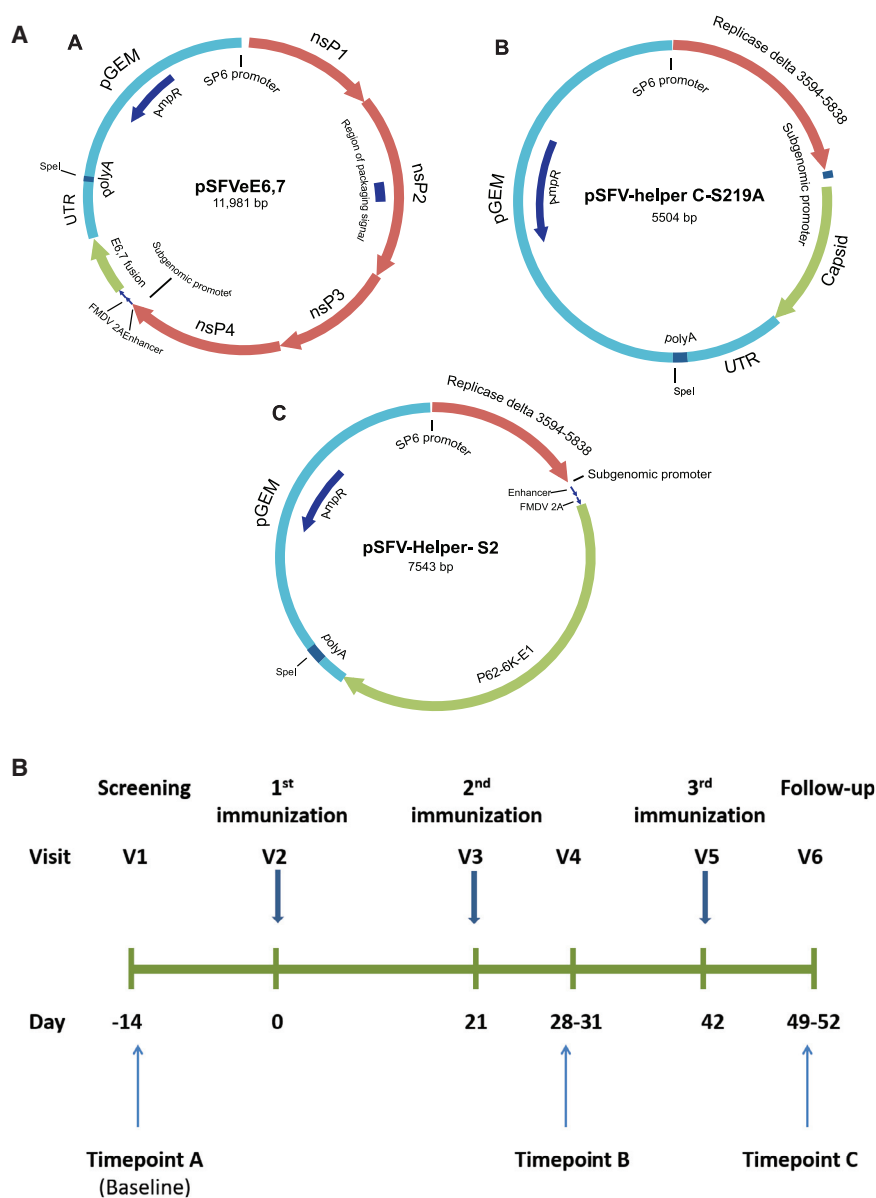 A
A
pGEM
nsP1
SP6 promoter
AmpR
Region of packaging signal
nsP2
SpeI
polyA
pSFVeE6,7
11,981 bp
UTR
E6,7 fusion
Subgenomic promoter
FMDV 2A
Enhancer
nsP4
nsP3
B
Replicase delta 3594-5838
SP6 promoter
Subgenomic promoter
pGEM
AmpR
pSFV-helper C-S219A
5504 bp
Capsid
polyA
UTR
SpeI
C
Replicase delta 3594-5838
SP6 promoter
Subgenomic promoter
Enhancer
FMDV 2A
pGEM
AmpR
pSFV-Helper- S2
7543 bp
polyA
SpeI
P62-6K-E1
B
Screening 1st immunization 2nd immunization 3rd immunization Follow-up
Visit V1 V2 V3 V4 V5 V6
Day -14 0 21 28-31 42 49-52
Timepoint A Timepoint B Timepoint C
(Baseline)